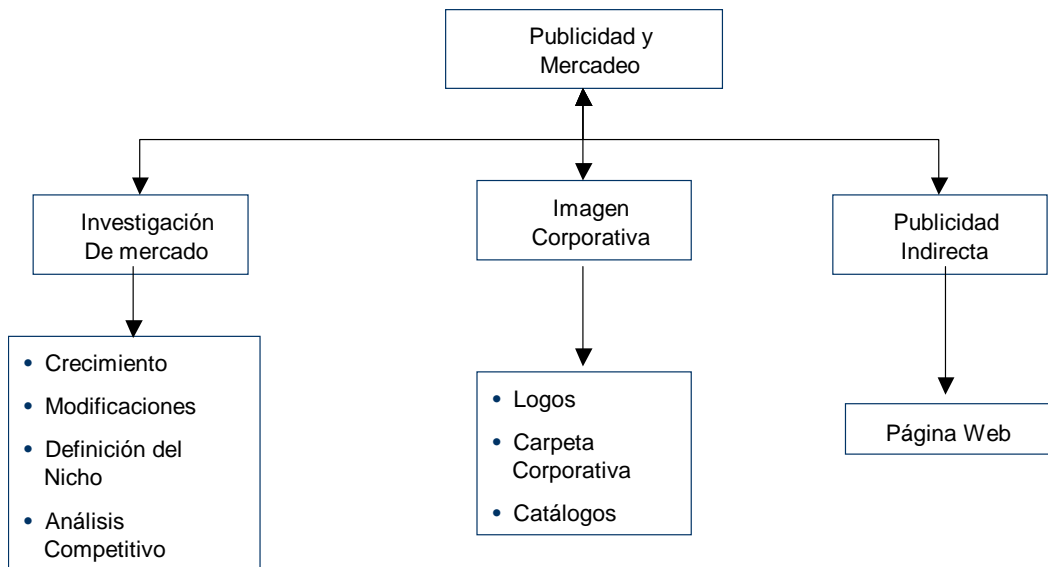 Publicidad y
Mercadeo
Investigación
De mercado
Imagen
Corporativa
Publicidad
Indirecta
• Crecimiento
• Modificaciones
• Definición del
Nicho
• Análisis
Competitivo
• Logos
• Carpeta
Corporativa
• Catálogos
Página Web